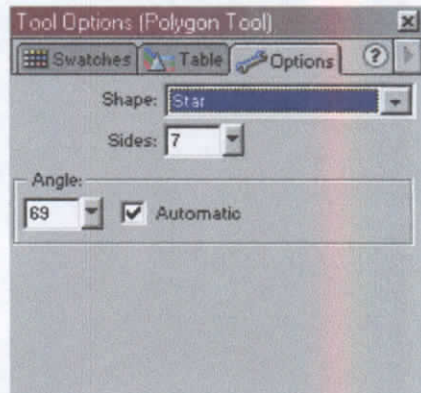 Tool Options (Polygon Tool)
Swatches Table Options ?
Shape: Star
Sides: 7
Angle:
69 Automatic